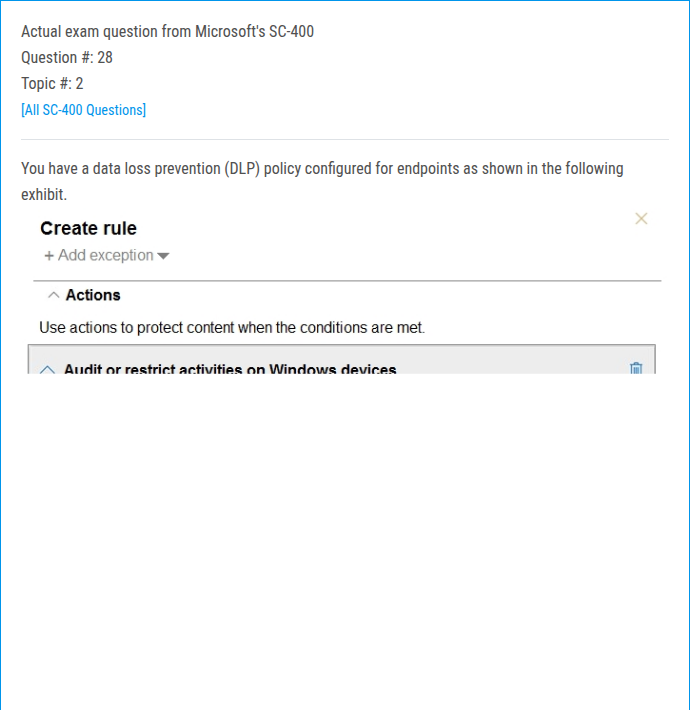 Actual exam question from Microsoft's SC-400
Question #: 28
Topic #: 2
[All SC-400 Questions]
You have a data loss prevention (DLP) policy configured for endpoints as shown in the following
exhibit.
Create rule
+ Add exception
Actions
Use actions to protect content when the conditions are met.
Audit or restrict activities on Windows devices